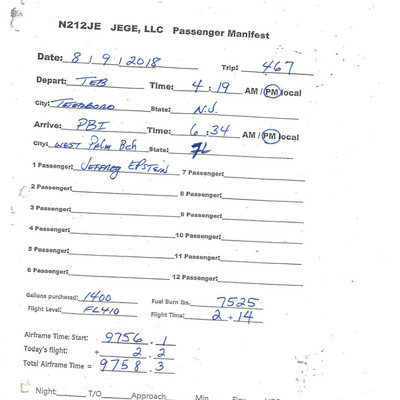 N212JE JEGE, LLC Passenger Manifest
Date: 8 / 9 / 2018 Trip: 467
Depart: TEB Time: 4 : 19 AM / PM local
City: TETERBORO State: N.J.
Arrive: PBI Time: 6 : 34 AM / PM local
City: WEST PALM Bch State: FL
1 Passenger: JEFFREY EPSTEIN 7 Passenger:
2 Passenger: 8 Passenger:
3 Passenger: 9 Passenger:
4 Passenger: 10 Passenger:
5 Passenger: 11 Passenger:
6 Passenger: 12 Passenger:
Gallons purchased: 1400 Fuel Burn lbs. 7525
Flight Level: FL410 Flight Time: 2 + 14
Airframe Time: Start: 9756 . 1
Today's flight: + 2 . 2
Total Airframe Time = 9758 . 3
Night: T/O Approach Min.